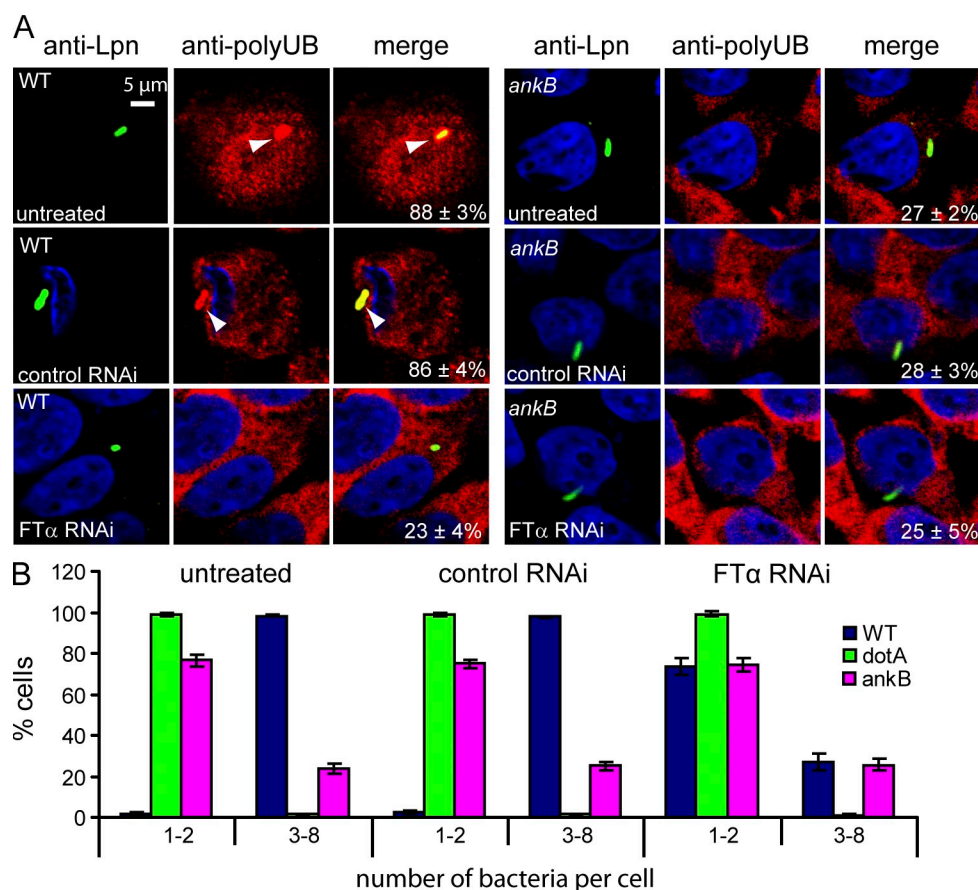 A
anti-Lpn anti-polyUB merge anti-Lpn anti-polyUB merge
WT ankB
5 µm
untreated 88 ± 3% untreated 27 ± 2%
WT ankB
control RNAi 86 ± 4% control RNAi 28 ± 3%
WT ankB
FTα RNAi 23 ± 4% FTα RNAi 25 ± 5%
B
untreated control RNAi FTα RNAi
120
100
80
60
40
20
0
% cells
WT
dotA
ankB
1-2 3-8 1-2 3-8 1-2 3-8
number of bacteria per cell